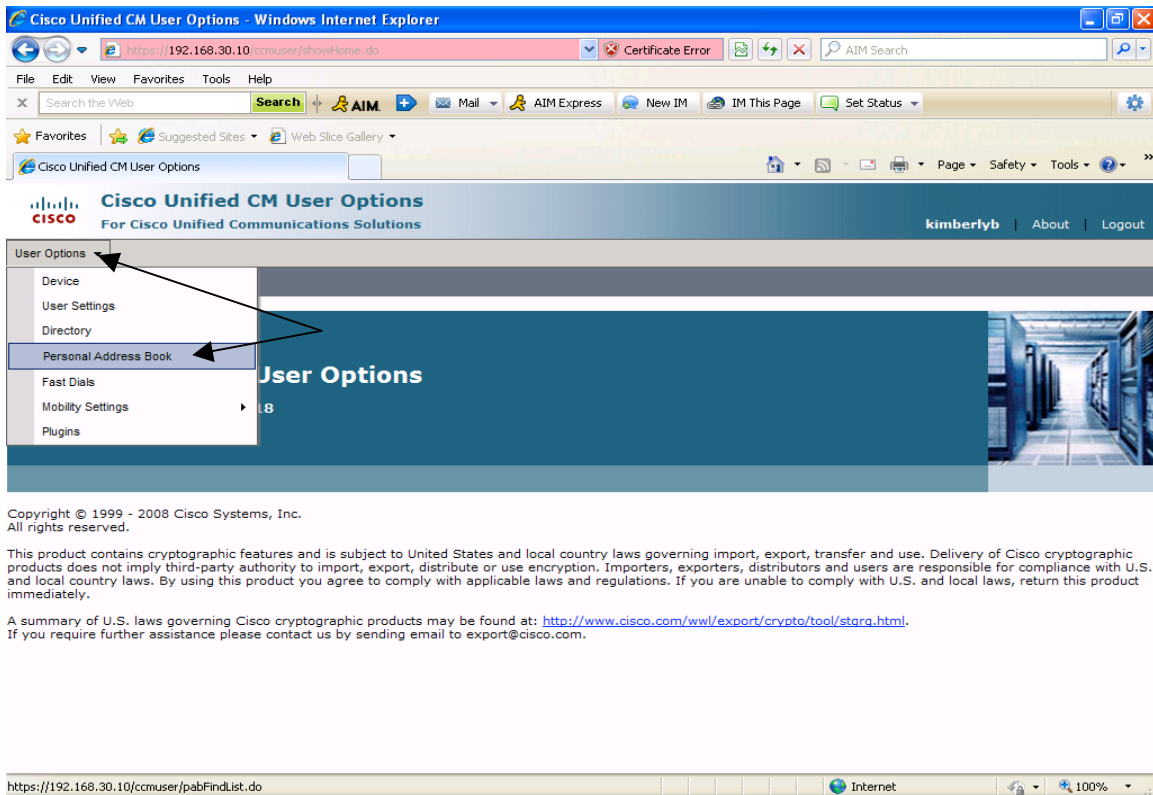 Cisco Unified CM User Options - Windows Internet Explorer
https://192.168.30.10/ccmuser/showHome.do
Certificate Error
AIM Search
File Edit View Favorites Tools Help
x Search the Web Search AIM. Mail AIM Express New IM IM This Page Set Status
Favorites Suggested Sites Web Slice Gallery
Cisco Unified CM User Options
Page Safety Tools »
CISCO
Cisco Unified CM User Options
For Cisco Unified Communications Solutions
kimberlyb | About | Logout
User Options
Device
User Settings
Directory
Personal Address Book
Fast Dials
Mobility Settings
Plugins
User Options
18
Copyright © 1999 - 2008 Cisco Systems, Inc.
All rights reserved.
This product contains cryptographic features and is subject to United States and local country laws governing import, export, transfer and use. Delivery of Cisco cryptographic
products does not imply third-party authority to import, export, distribute or use encryption. Importers, exporters, distributors and users are responsible for compliance with U.S.
and local country laws. By using this product you agree to comply with applicable laws and regulations. If you are unable to comply with U.S. and local laws, return this product
immediately.
A summary of U.S. laws governing Cisco cryptographic products may be found at: http://www.cisco.com/wwl/export/crypto/tool/stqrg.html.
If you require further assistance please contact us by sending email to export@cisco.com.
https://192.168.30.10/ccmuser/pabFindList.do
Internet
100%